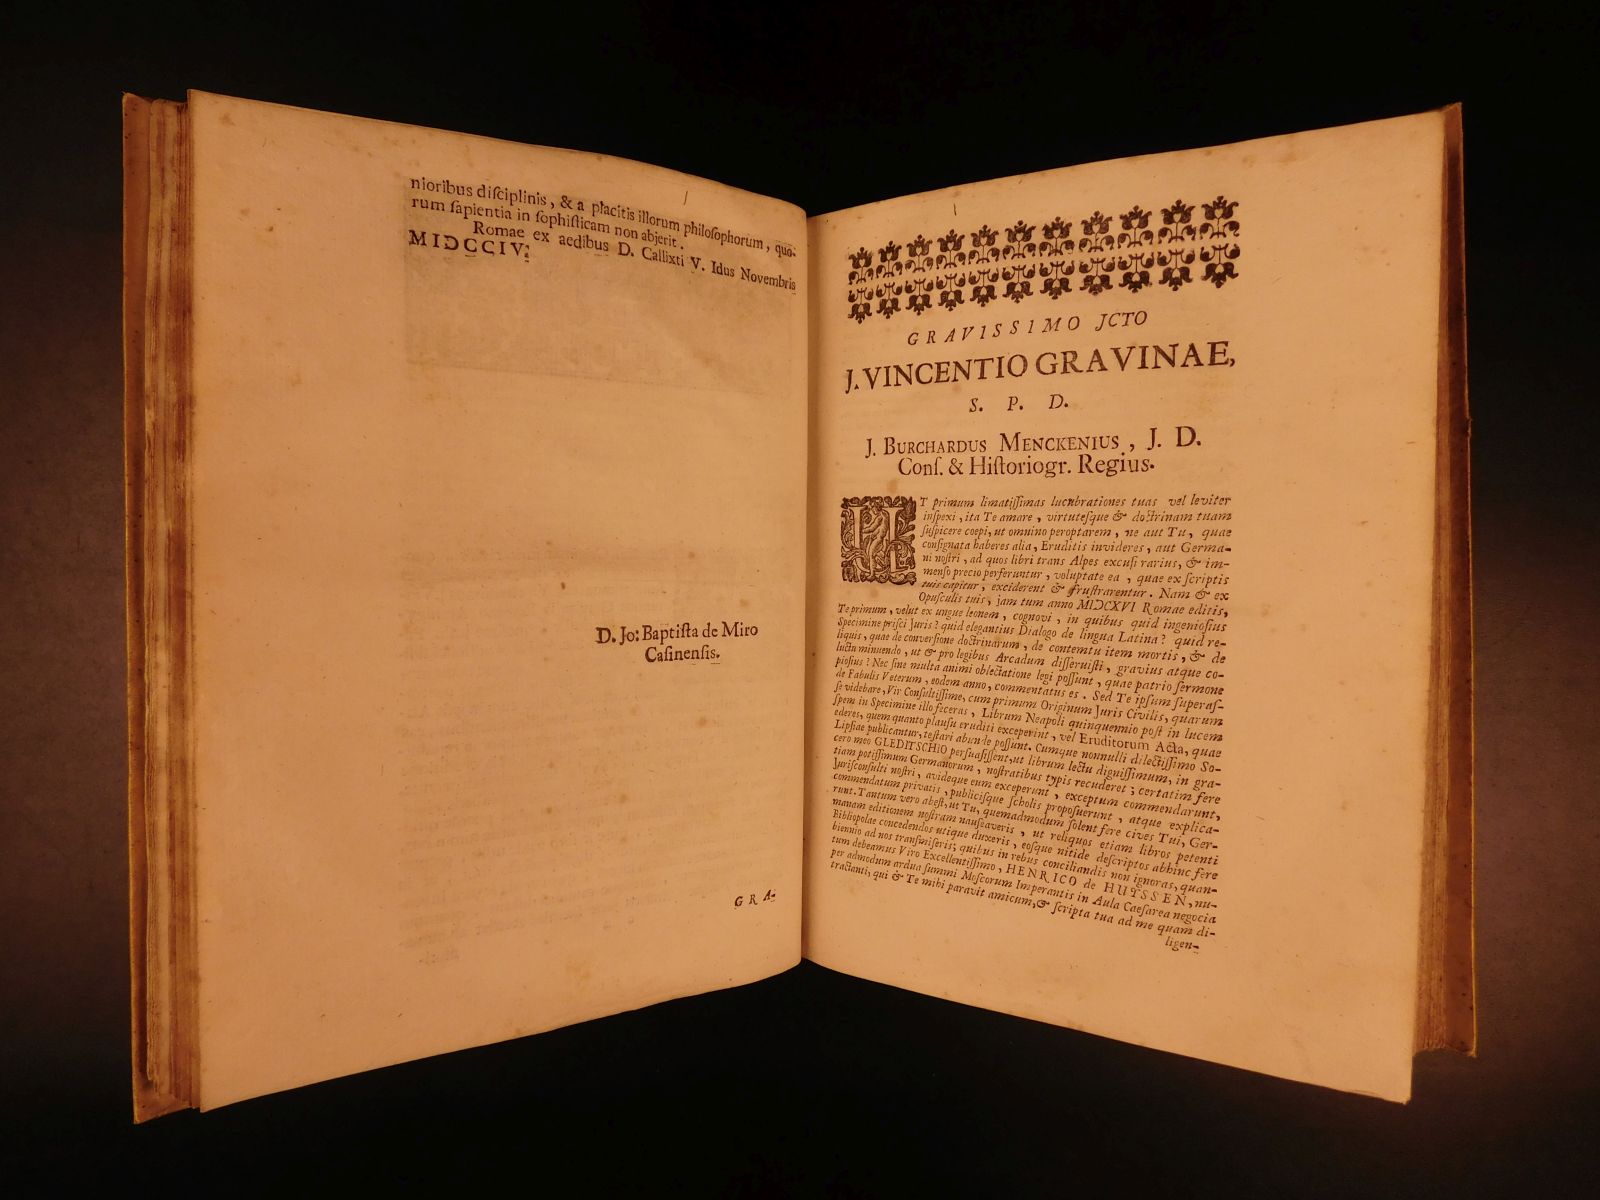 nioribus diſciplinis, & a placitis illorum philoſophorum, quo-
rum ſapientia in ſophiſticam non abjerit.
Romae ex aedibus D. Callixti V. Idus Novembris
MIƆCCIV.
D. Jo: Baptiſta de Miro
Caſinenſis.
GRA-
GRAVISSIMO JCTO
J. VINCENTIO GRAVINAE,
S. P. D.
J. BURCHARDUS MENCKENIUS, J. D.
Conſ. & Hiſtoriogr. Regius.
UT primum limatiſſimas lucubrationes tuas vel leviter
inſpexi, ita Te amare, virtuteſque & doctrinam tuam
ſuſpicere coepi, ut omnino peroptarem, ne aut Tu, quae
conſignata haberes alia, Eruditis invideres, aut Germa-
ni noſtri, ad quos libri trans Alpes excuſi rarius, & im-
menſo precio perferuntur, voluptate ea, quae ex ſcriptis
tuis capitur, exciderent & fruſtrarentur. Nam & ex
Opuſculis tuis, jam tum anno MIƆCXVI Romae editis,
Te primum, velut ex ungue leonem, cognovi, in quibus quid ingenioſius
Specimine priſci Juris? quid elegantius Dialogo de lingua Latina? quid re-
liquis, quae de converſione doctrinarum, de contemtu item mortis, & de
luctu minuendo, ut & pro legibus Arcadum diſſeruiſti, gravius atque co-
pioſius? Nec ſine multa animi oblectatione legi poſſunt, quae patrio ſermone
de Fabulis Veterum, eodem anno, commentatus es. Sed Te ipſum ſuperaſ-
ſe videbare, Vir Conſultiſſime, cum primum Originum Juris Civilis, quarum
ſpem in Specimine illo feceras, Librum Neapoli quinquennio poſt in lucem
ederes, quem quanto plauſu eruditi exceperint, vel Eruditorum Acta, quae
Lipſiae publicantur, teſtari abunde poſſunt. Cumque nonnulli dilectiſſimo So-
cero meo GLEDITSCHIO perſuaſiſſent, ut librum lectu digniſſimum, in gra-
tiam potiſſimum Germanorum, noſtratibus typis recuderet; certatim fere
Jurisconſulti noſtri, avideque eum exceperunt, exceptum commendarunt,
commendatum privatis, publiciſque ſcholis propoſuerunt, atque explica-
runt. Tantum vero abeſt, ut Tu, quemadmodum ſolent fere cives Tui, Ger-
manam editionem noſtram nauſeaveris, ut reliquos etiam libros petenti
Bibliopolae concedendos utique duxeris, eoſque nitide deſcriptos abhinc fere
biennio ad nos tranſmiſeris; quibus in rebus conciliandis non ignoras, quan-
tum debeamus Viro Excellentiſſimo, HENRICO de HUYSSEN, nu-
per admodum ardua ſummi Moſcorum Imperantis in Aula Caeſarea negocia
tractanti, qui & Te mihi paravit amicum, & ſcripta tua ad me quam di-
ligen-